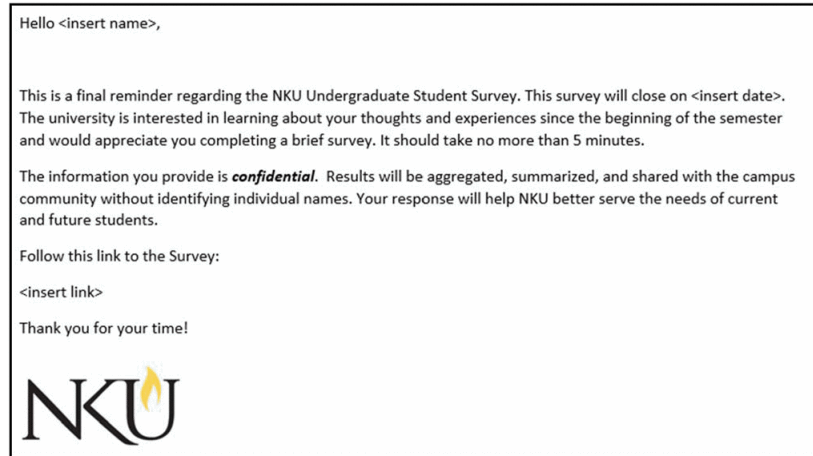 Hello <insert name>,
This is a final reminder regarding the NKU Undergraduate Student Survey. This survey will close on <insert date>.
The university is interested in learning about your thoughts and experiences since the beginning of the semester
and would appreciate you completing a brief survey. It should take no more than 5 minutes.
The information you provide is confidential. Results will be aggregated, summarized, and shared with the campus
community without identifying individual names. Your response will help NKU better serve the needs of current
and future students.
Follow this link to the Survey:
<insert link>
Thank you for your time!
NKU